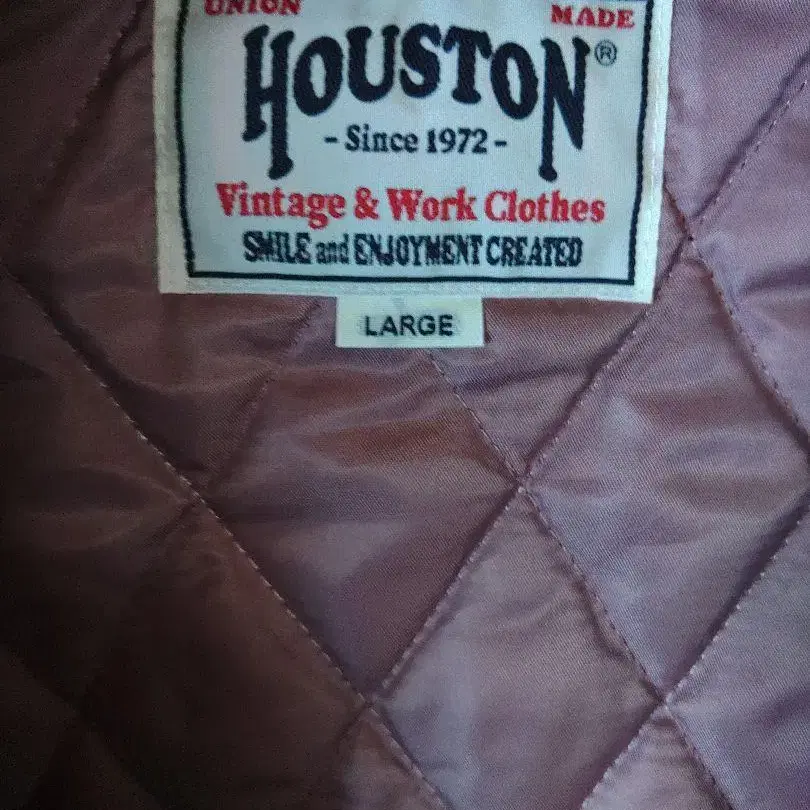 UNION MADE
HOUSTON®
- Since 1972 -
Vintage & Work Clothes
SMILE and ENJOYMENT CREATED
LARGE